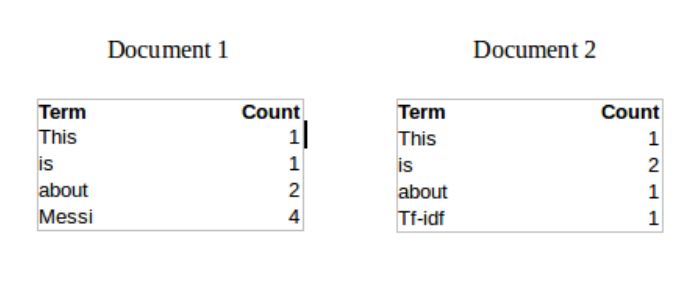 Document 1
Term Count
This 1
is 1
about 2
Messi 4
Document 2
Term Count
This 1
is 2
about 1
Tf-idf 1